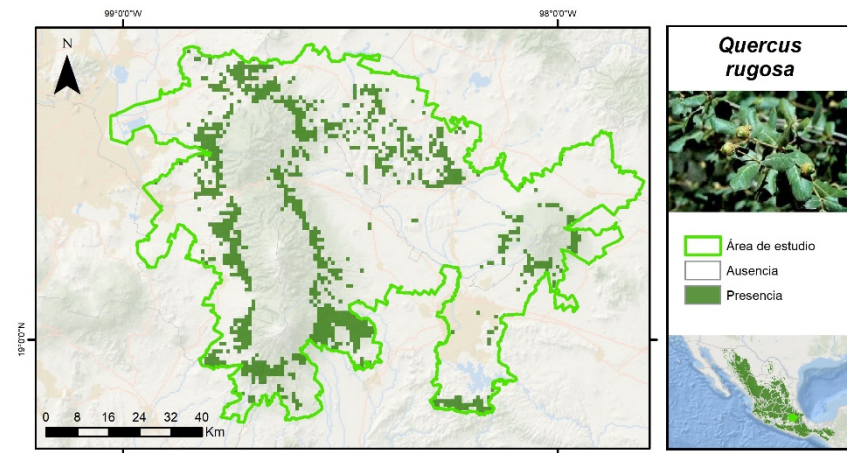 99°0'0"W
98°0'0"W
N
19°0'0"N
0 8 16 24 32 40
Km
Quercus
rugosa
Área de estudio
Ausencia
Presencia